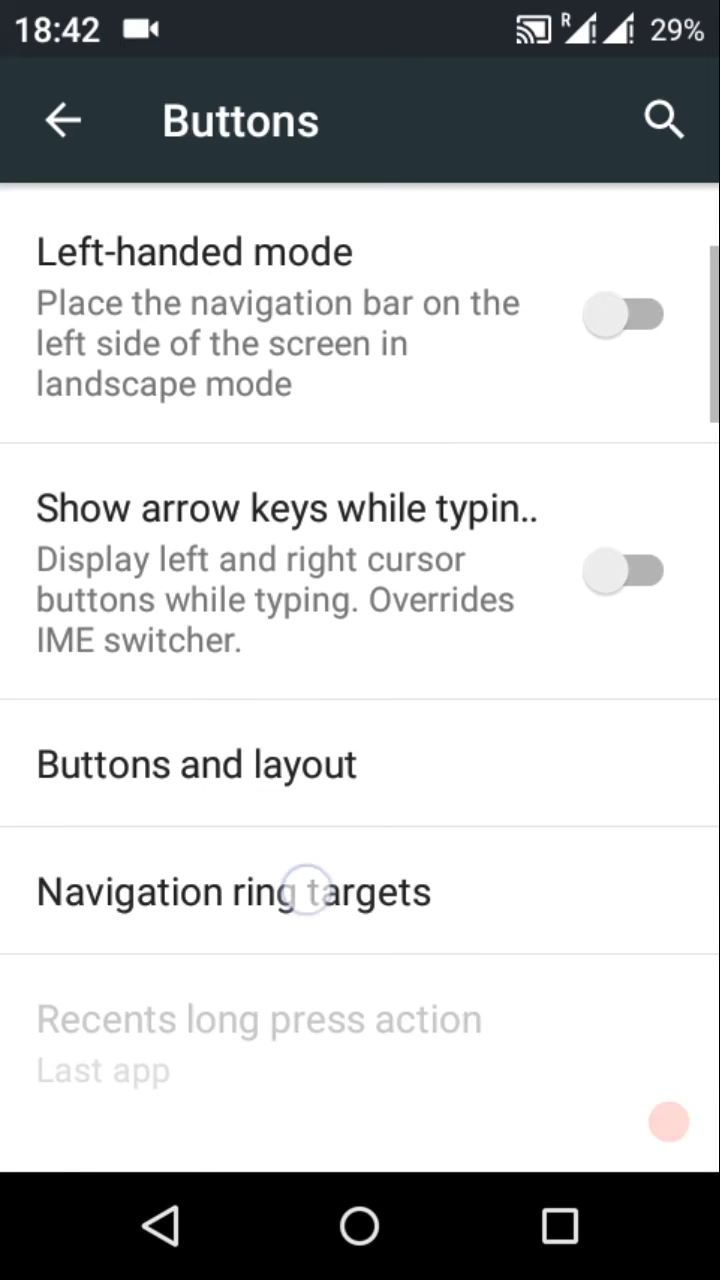 18:42
R
29%
Buttons
Left-handed mode
Place the navigation bar on the
left side of the screen in
landscape mode
Show arrow keys while typin..
Display left and right cursor
buttons while typing. Overrides
IME switcher.
Buttons and layout
Navigation ring targets
Recents long press action
Last app